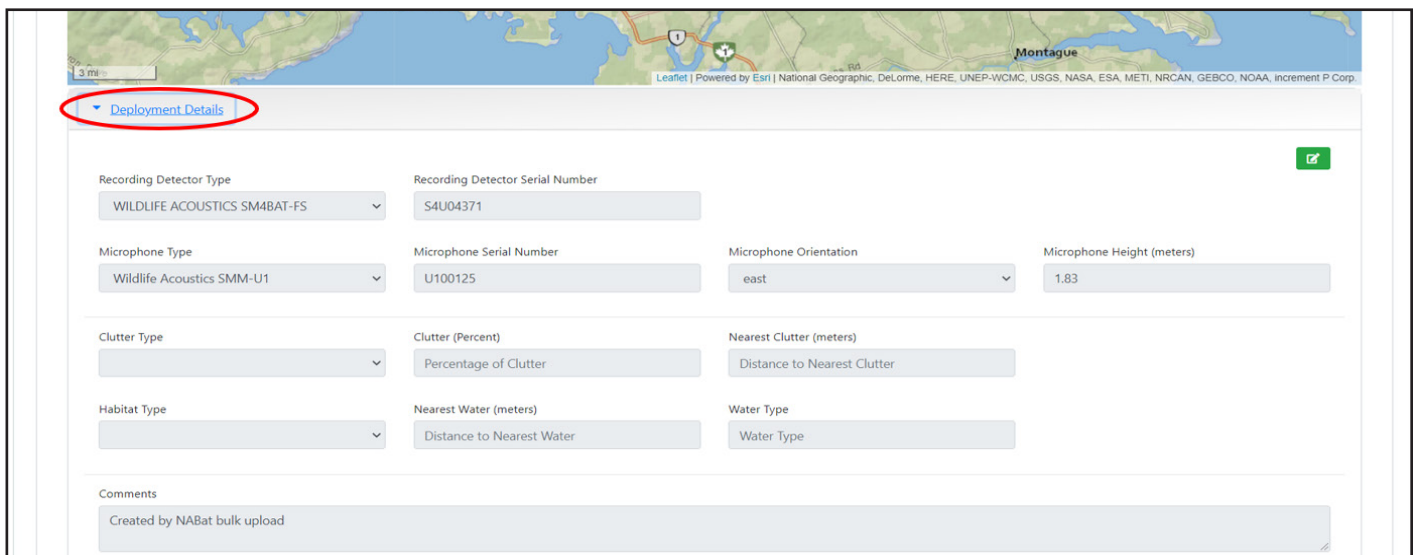 1
1
Rd
Montague
3 mi
Leaflet | Powered by Esri | National Geographic, DeLorme, HERE, UNEP-WCMC, USGS, NASA, ESA, METI, NRCAN, GEBCO, NOAA, Increment P Corp.
Deployment Details
Recording Detector Type Recording Detector Serial Number
WILDLIFE ACOUSTICS SM4BAT-FS S4U04371
Microphone Type Microphone Serial Number Microphone Orientation Microphone Height (meters)
Wildlife Acoustics SMM-U1 U100125 east 1.83
Clutter Type Clutter (Percent) Nearest Clutter (meters)
Percentage of Clutter Distance to Nearest Clutter
Habitat Type Nearest Water (meters) Water Type
Distance to Nearest Water Water Type
Comments
Created by NABat bulk upload